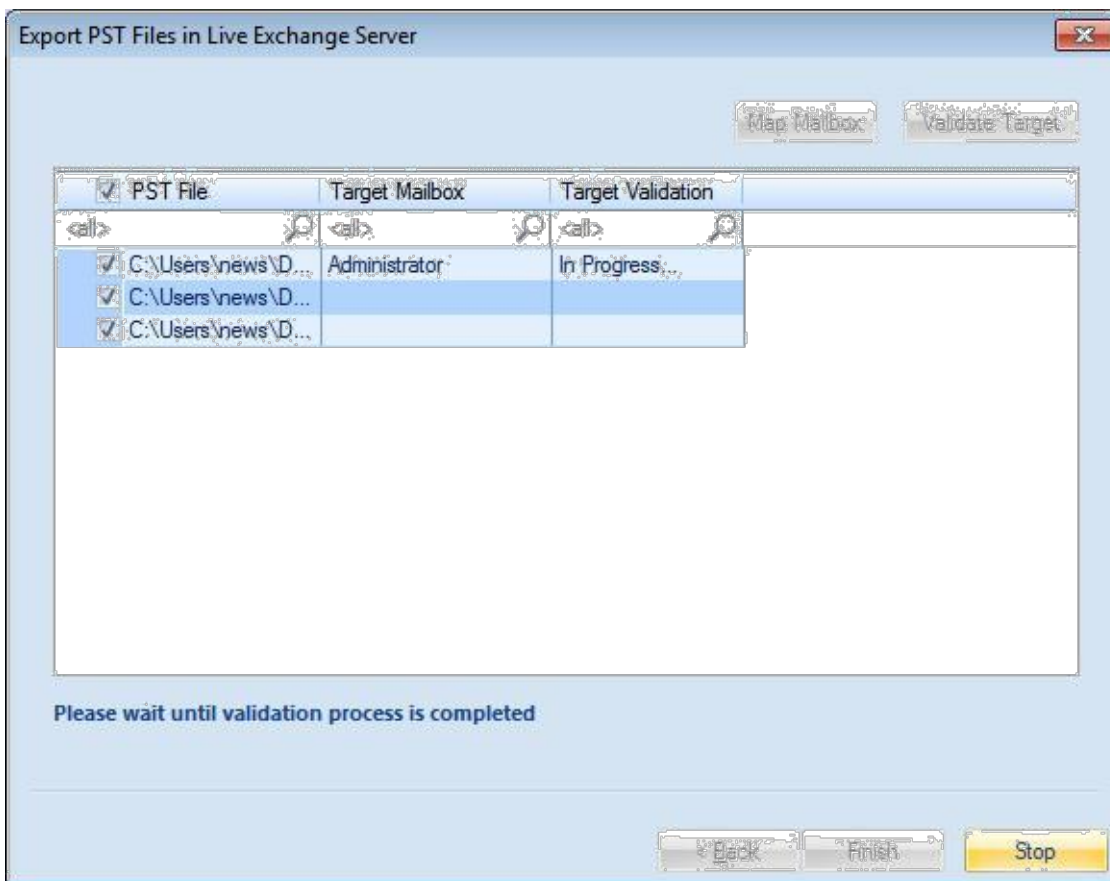 Export PST Files in Live Exchange Server
Map Mailbox Validate Target
PST File Target Mailbox Target Validation
<all> <all> <all>
C:\Users\news\D... Administrator In Progress...
C:\Users\news\D...
C:\Users\news\D...
Please wait until validation process is completed
< Back Finish Stop